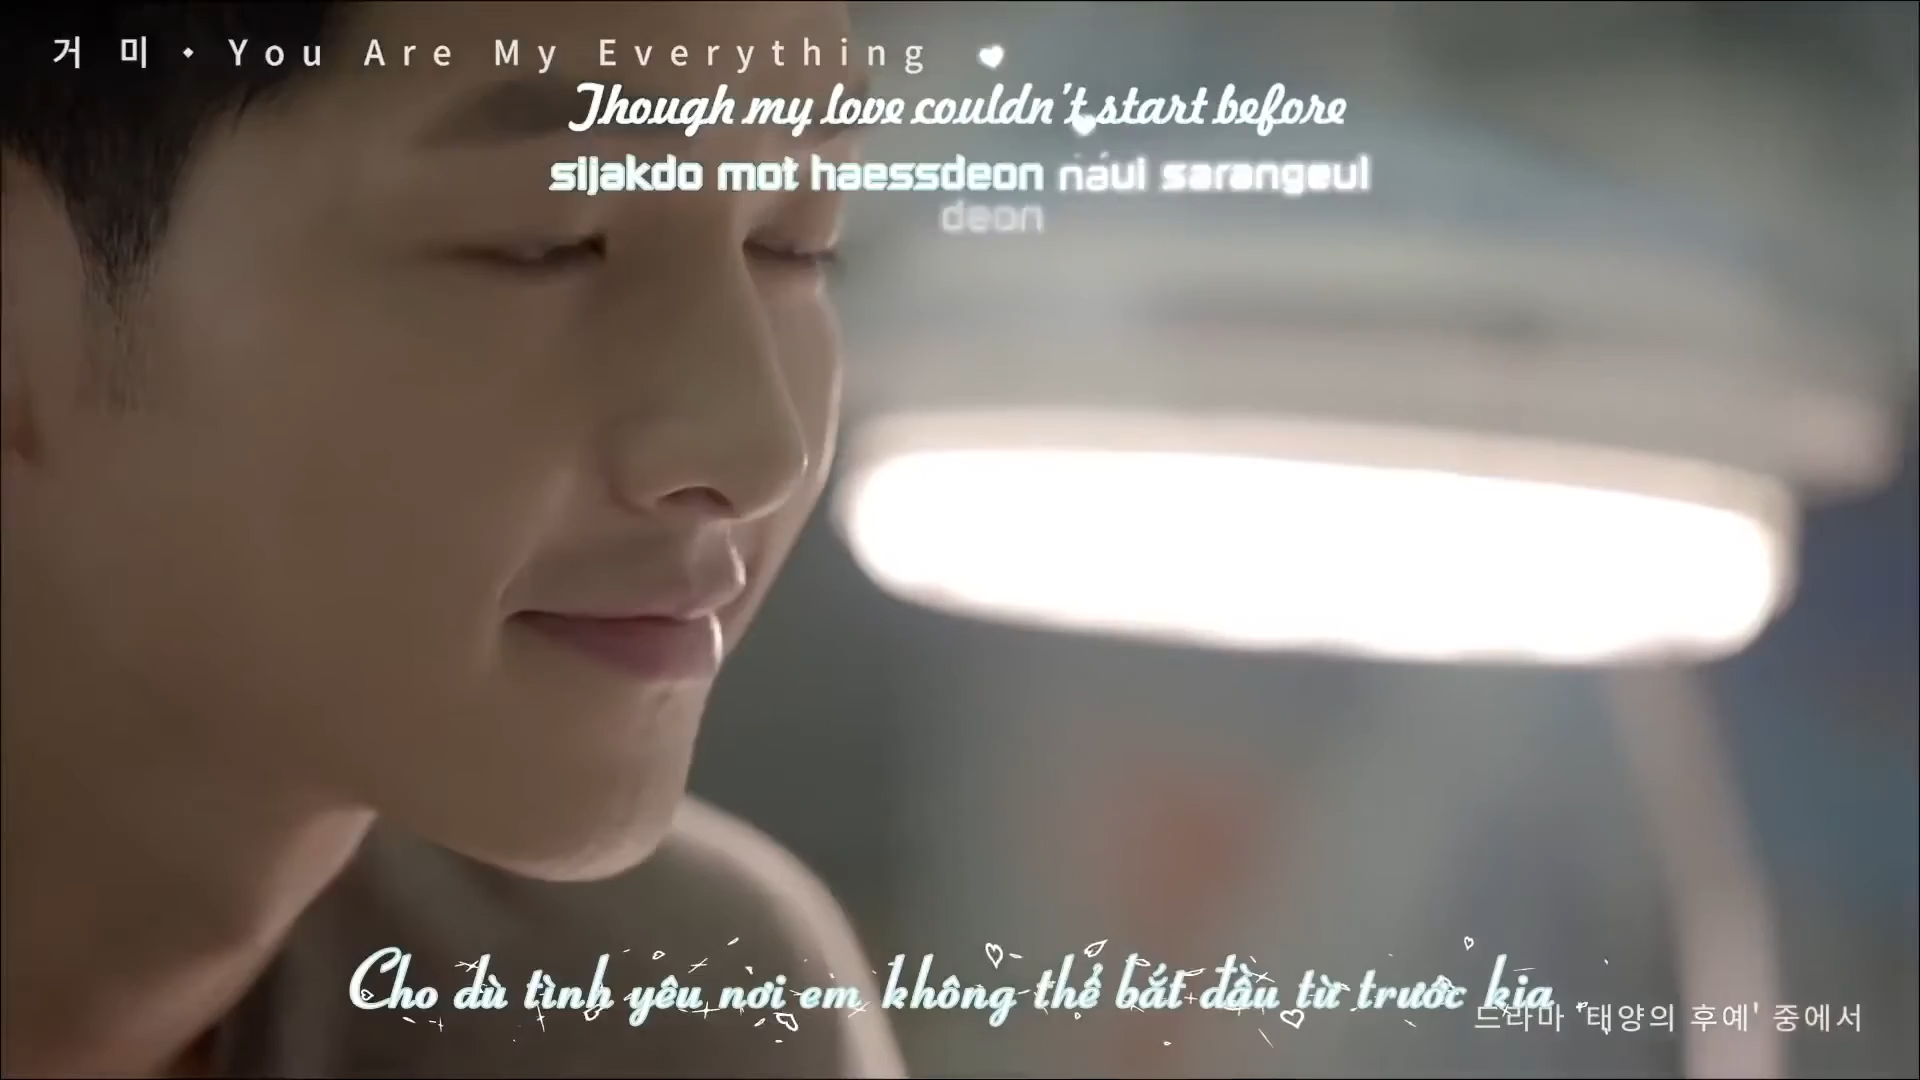 거미 • You Are My Everything
Though my love couldn't start before
sijakdo mot haessdeon naui sarangeul
deon
Cho dù tình yêu nơi em không thể bắt đầu từ trước kia
드라마 '태양의 후예' 중에서